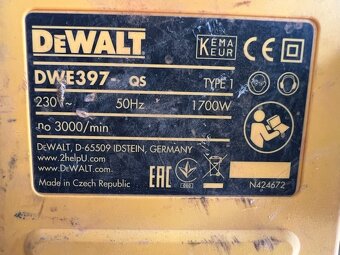 DEWALT
KEMA
KEUR
CE
DWE397- QS TYPE 1
230 ~ 50Hz 1700W
no 3000/min
DEWALT, D-65509 IDSTEIN, GERMANY
www.2helpU.com
www.DEWALT.com
Made in Czech Republic
EAC
N424672